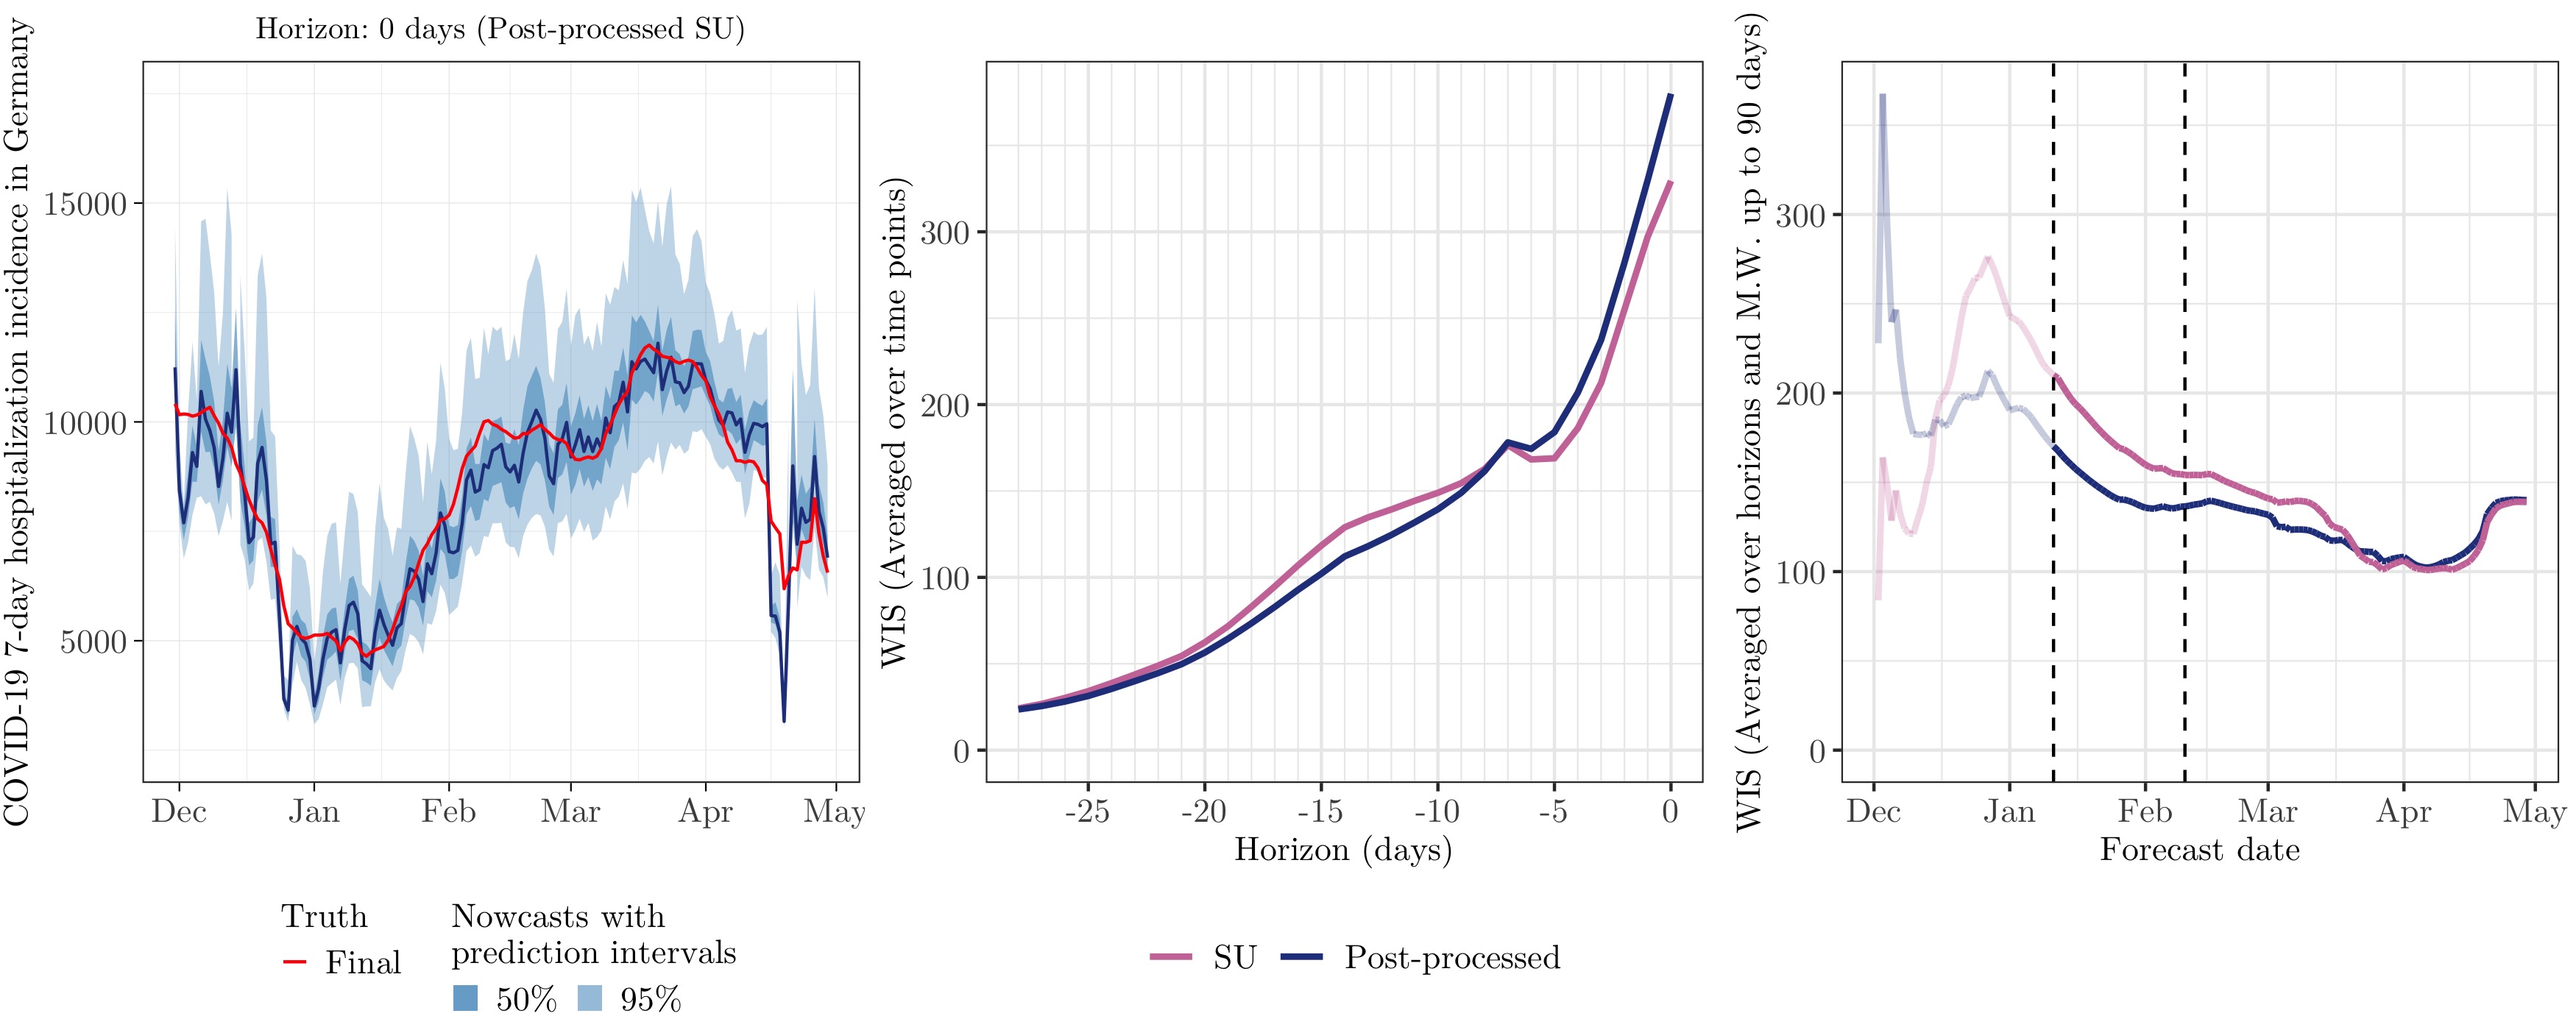 Horizon: 0 days (Post-processed SU)
COVID-19 7-day hospitalization incidence in Germany
15000
10000
5000
Dec Jan Feb Mar Apr May
Truth
Final
Nowcasts with
prediction intervals
50% 95%
WIS (Averaged over time points)
300
200
100
0
-25 -20 -15 -10 -5 0
Horizon (days)
SU Post-processed
WIS (Averaged over horizons and M.W. up to 90 days)
300
200
100
0
Dec Jan Feb Mar Apr May
Forecast date